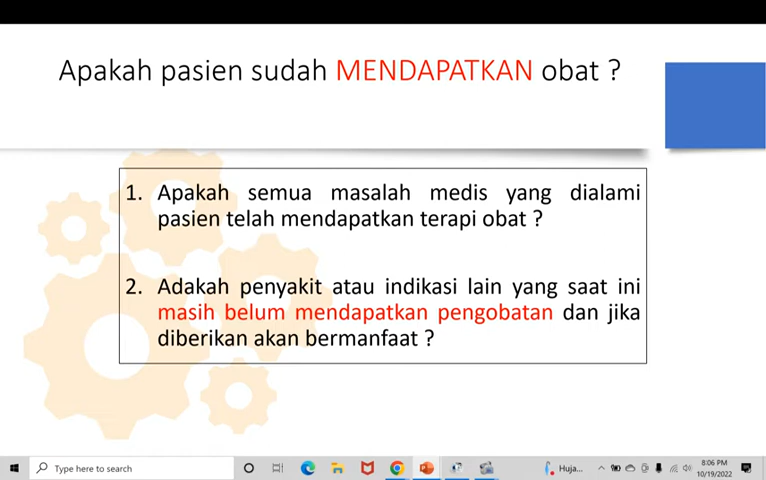 Apakah pasien sudah MENDAPATKAN obat ?
1. Apakah semua masalah medis yang dialami
pasien telah mendapatkan terapi obat ?
2. Adakah penyakit atau indikasi lain yang saat ini
masih belum mendapatkan pengobatan dan jika
diberikan akan bermanfaat ?
Type here to search
Huja...
8:06 PM
10/19/2022